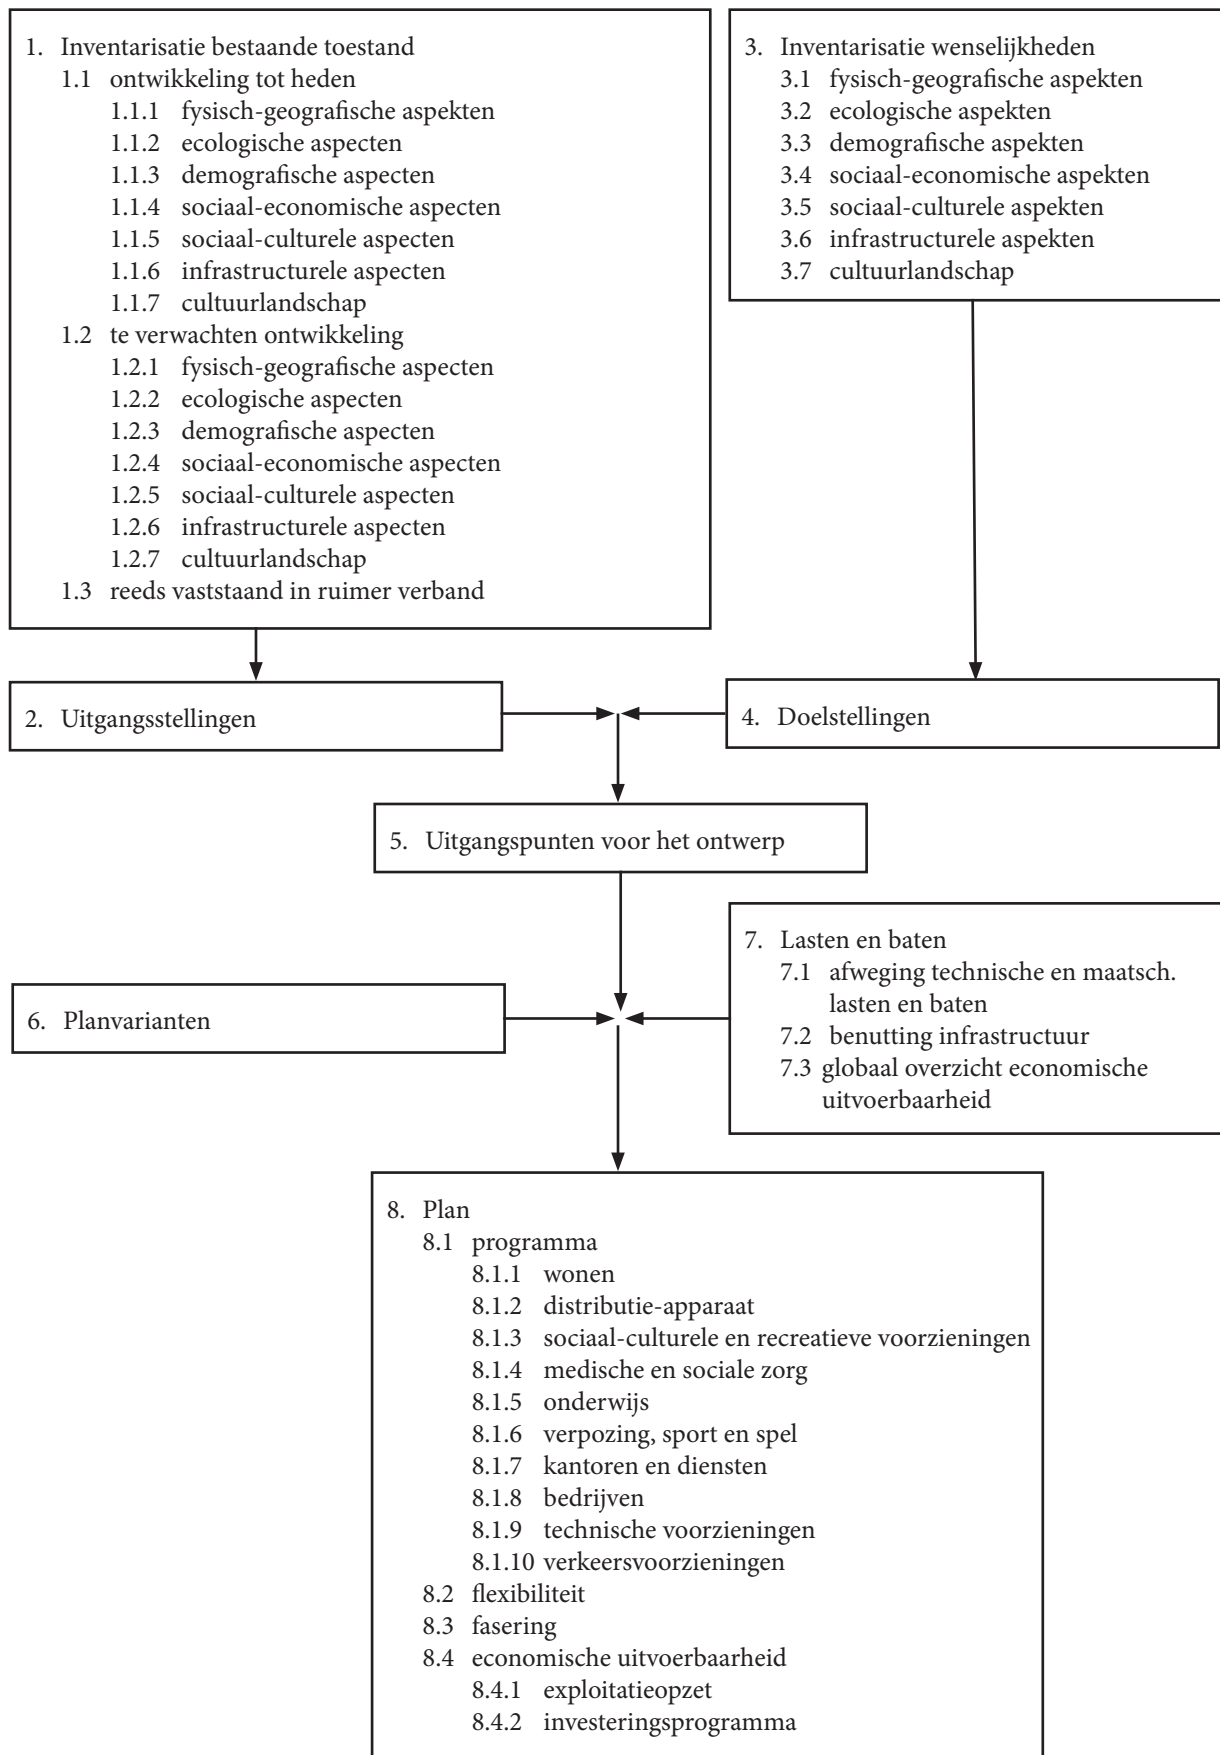 1. Inventarisatie bestaande toestand
1.1 ontwikkeling tot heden
1.1.1 fysisch-geografische aspekten
1.1.2 ecologische aspecten
1.1.3 demografische aspecten
1.1.4 sociaal-economische aspecten
1.1.5 sociaal-culturele aspecten
1.1.6 infrastructurele aspecten
1.1.7 cultuurlandschap
1.2 te verwachten ontwikkeling
1.2.1 fysisch-geografische aspecten
1.2.2 ecologische aspecten
1.2.3 demografische aspecten
1.2.4 sociaal-economische aspecten
1.2.5 sociaal-culturele aspecten
1.2.6 infrastructurele aspecten
1.2.7 cultuurlandschap
1.3 reeds vaststaand in ruimer verband
3. Inventarisatie wenselijkheden
3.1 fysisch-geografische aspekten
3.2 ecologische aspekten
3.3 demografische aspekten
3.4 sociaal-economische aspekten
3.5 sociaal-culturele aspekten
3.6 infrastructurele aspekten
3.7 cultuurlandschap
2. Uitgangsstellingen
4. Doelstellingen
5. Uitgangspunten voor het ontwerp
6. Planvarianten
7. Lasten en baten
7.1 afweging technische en maatsch.
lasten en baten
7.2 benutting infrastructuur
7.3 globaal overzicht economische
uitvoerbaarheid
8. Plan
8.1 programma
8.1.1 wonen
8.1.2 distributie-apparaat
8.1.3 sociaal-culturele en recreatieve voorzieningen
8.1.4 medische en sociale zorg
8.1.5 onderwijs
8.1.6 verpozing, sport en spel
8.1.7 kantoren en diensten
8.1.8 bedrijven
8.1.9 technische voorzieningen
8.1.10 verkeersvoorzieningen
8.2 flexibiliteit
8.3 fasering
8.4 economische uitvoerbaarheid
8.4.1 exploitatieopzet
8.4.2 investeringsprogramma